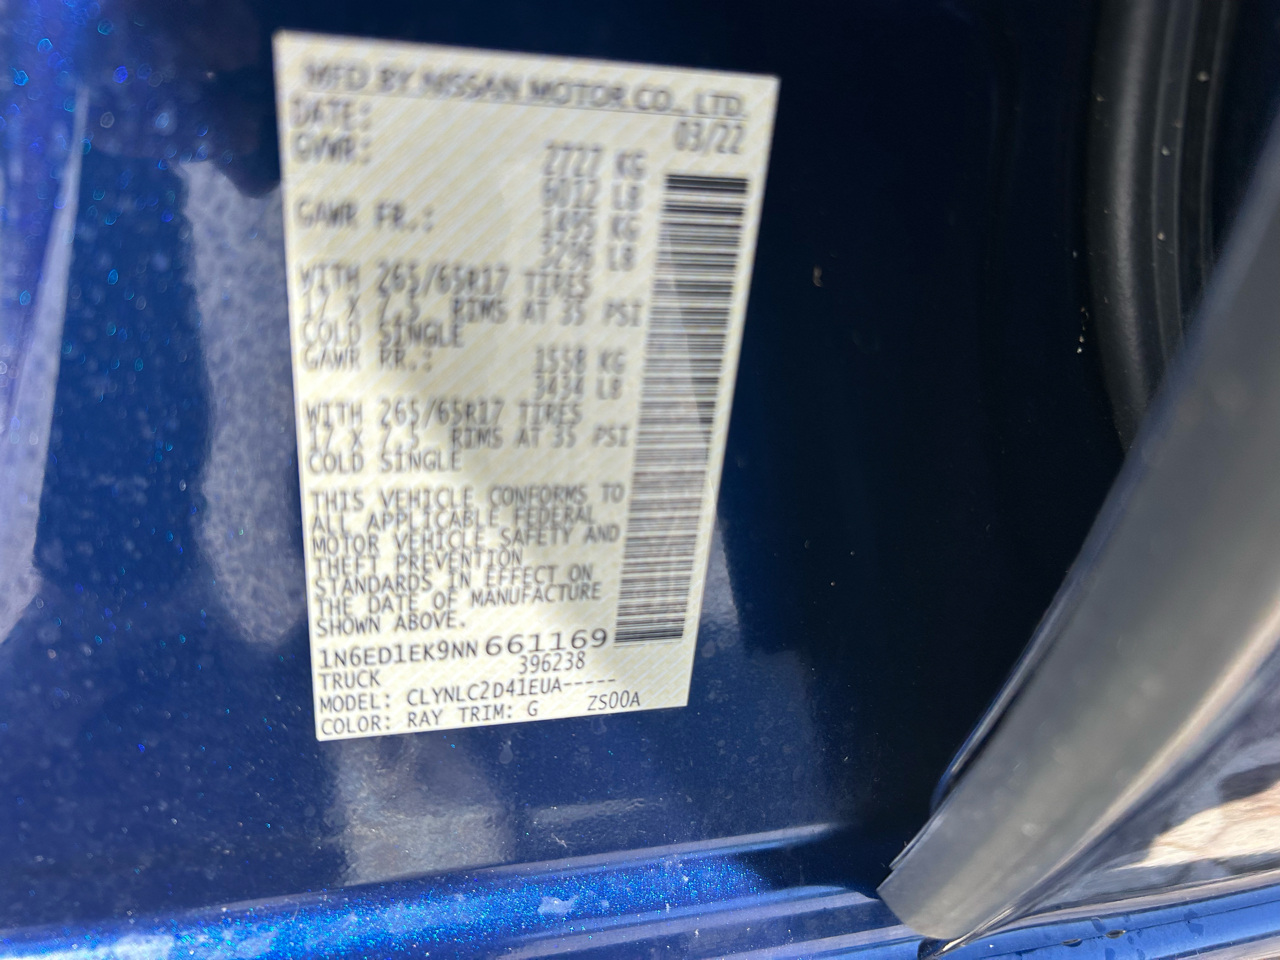 MFD BY NISSAN MOTOR CO., LTD.
DATE: 03/22
GVWR: 2727 KG
6012 LB
GAWR FR.: 1495 KG
3296 LB
WITH 265/65R17 TIRES
17 X 7.5 RIMS AT 35 PSI
COLD SINGLE
GAWR RR.: 1558 KG
3434 LB
WITH 265/65R17 TIRES
17 X 7.5 RIMS AT 35 PSI
COLD SINGLE
THIS VEHICLE CONFORMS TO
ALL APPLICABLE FEDERAL
MOTOR VEHICLE SAFETY AND
THEFT PREVENTION
STANDARDS IN EFFECT ON
THE DATE OF MANUFACTURE
SHOWN ABOVE.
1N6ED1EK9NN661169
TRUCK 396238
MODEL: CLYNLC2D41EUA-----
COLOR: RAY TRIM: G ZS00A